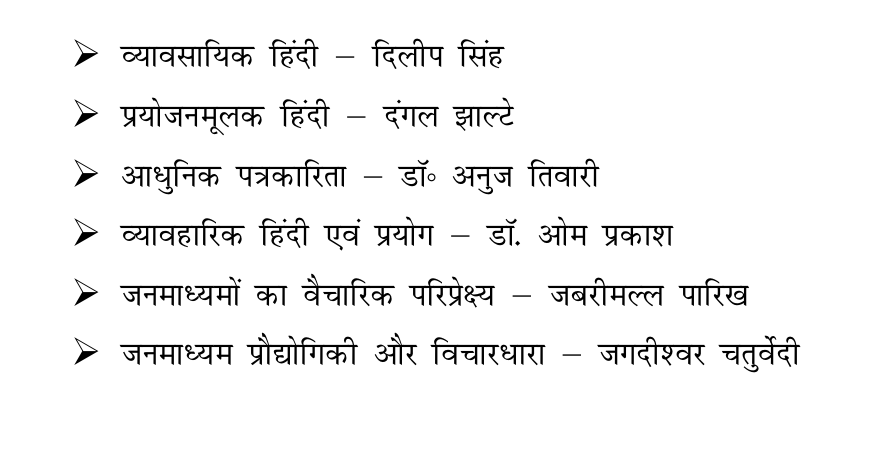 ➢ व्यावसायिक हिंदी – दिलीप सिंह
➢ प्रयोजनमूलक हिंदी – दंगल झाल्टे
➢ आधुनिक पत्रकारिता – डॉ॰ अनुज तिवारी
➢ व्यावहारिक हिंदी एवं प्रयोग – डॉ. ओम प्रकाश
➢ जनमाध्यमों का वैचारिक परिप्रेक्ष्य – जबरीमल्ल पारिख
➢ जनमाध्यम प्रौद्योगिकी और विचारधारा – जगदीश्वर चतुर्वेदी